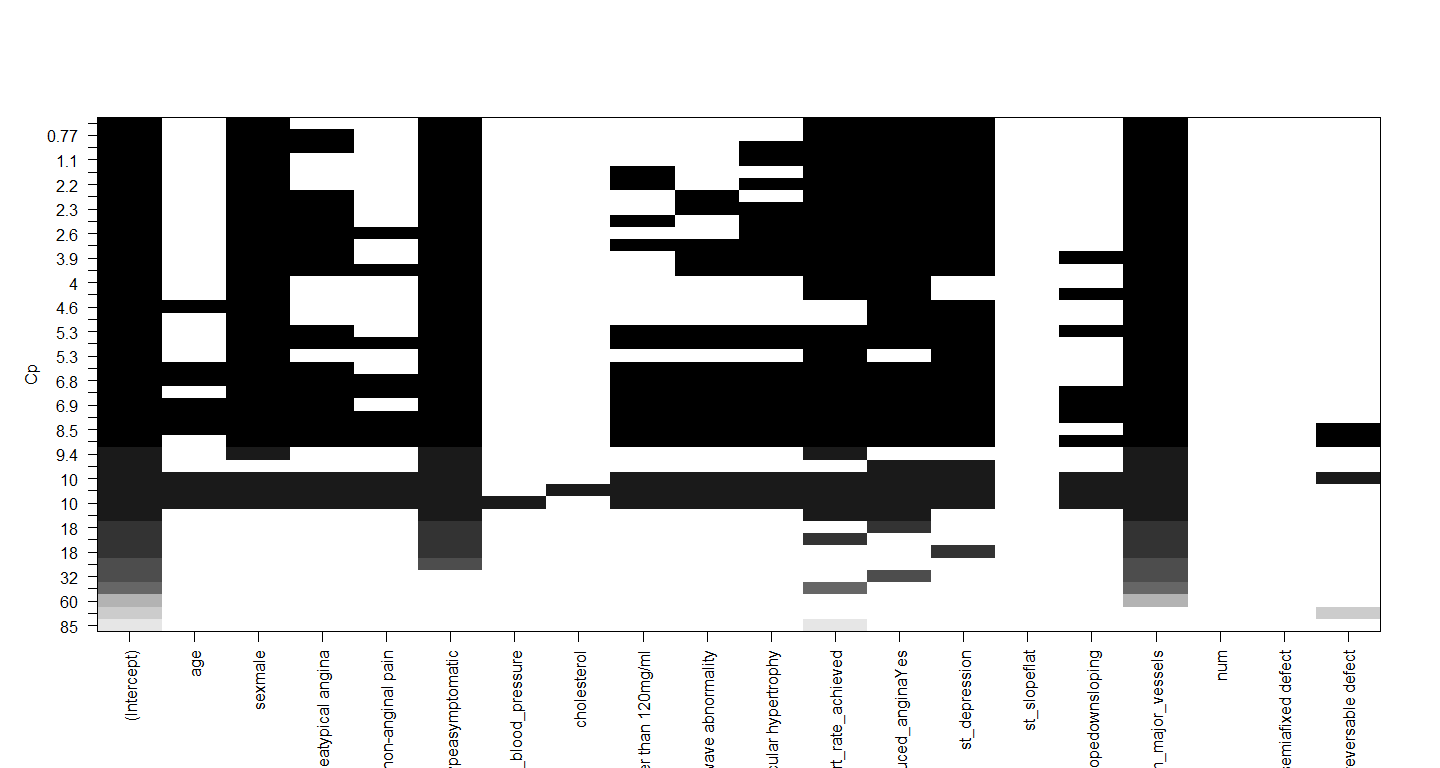 Cp
0.77
1.1
2.2
2.3
2.6
3.9
4
4.6
5.3
5.3
6.8
6.9
8.5
9.4
10
10
18
18
32
60
85
(Intercept)
age
sexmale
eatypical angina
non-anginal pain
ypeasymptomatic
_blood_pressure
cholesterol
er than 120mg/ml
wave abnormality
cular hypertrophy
rt_rate_achieved
uced_anginaYes
st_depression
st_slopeflat
opedownsloping
n_major_vessels
num
emiafixed defect
reversable defect